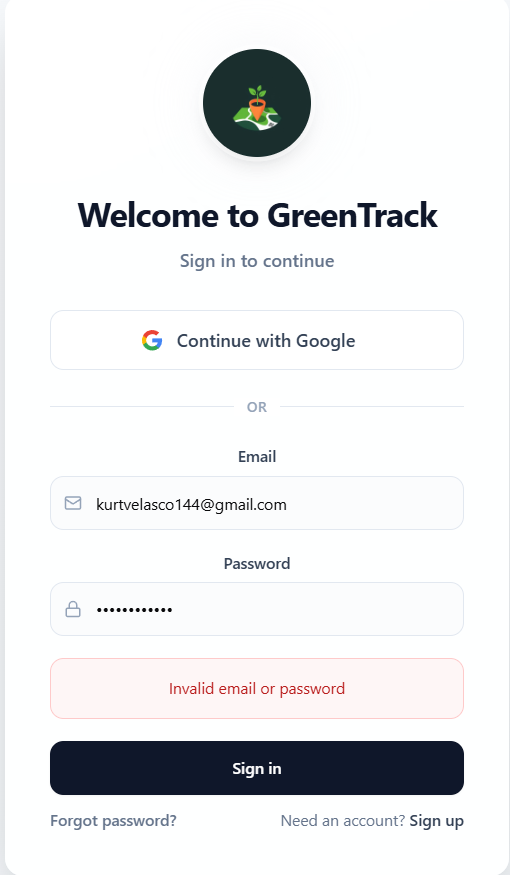 Welcome to GreenTrack
Sign in to continue
Continue with Google
OR
Email
kurtvelasco144@gmail.com
Password
••••••••••••
Invalid email or password
Sign in
Forgot password?
Need an account? Sign up